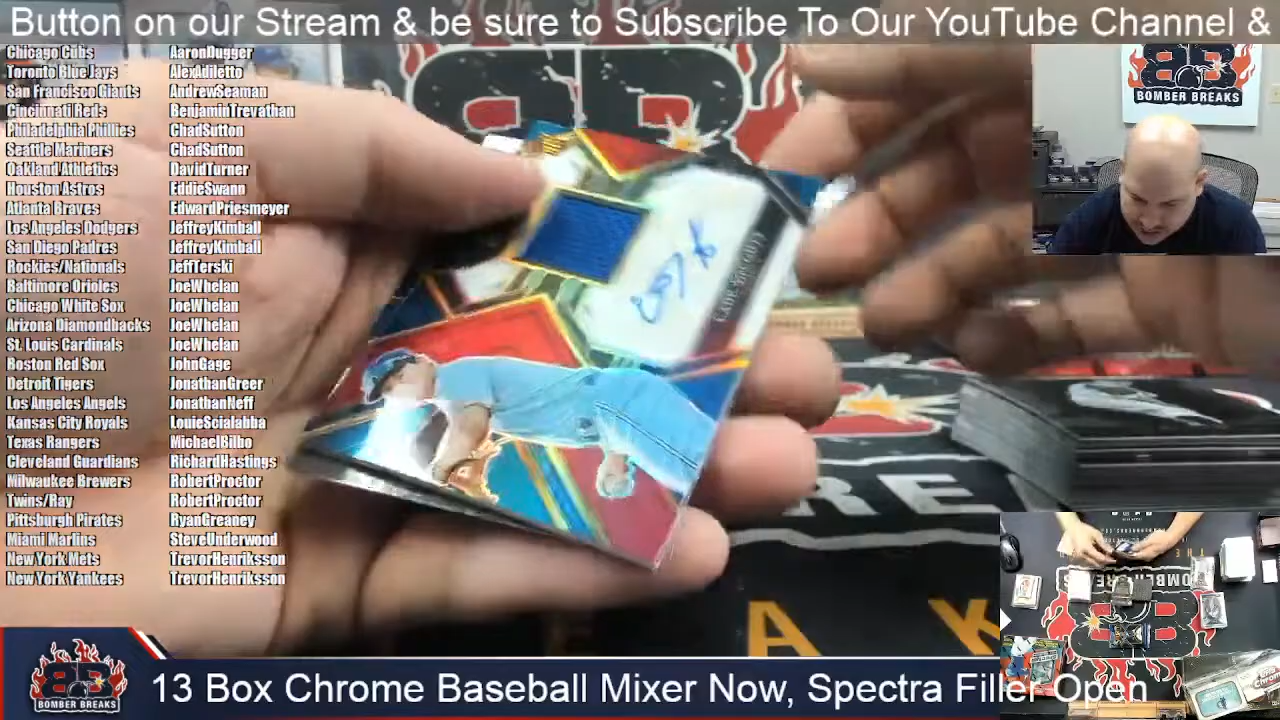 Button on our Stream & be sure to Subscribe To Our YouTube Channel &
Chicago Cubs AaronDugger
Toronto Blue Jays AlexAdiletto
San Francisco Giants AndrewSeaman
Cincinnati Reds BenjaminTrevathan
Philadelphia Phillies ChadSutton
Seattle Mariners ChadSutton
Oakland Athletics DavidTurner
Houston Astros EddieSwann
Atlanta Braves EdwardPriesmeyer
Los Angeles Dodgers JeffreyKimball
San Diego Padres JeffreyKimball
Rockies/Nationals JeffTerski
Baltimore Orioles JoeWhelan
Chicago White Sox JoeWhelan
Arizona Diamondbacks JoeWhelan
St. Louis Cardinals JoeWhelan
Boston Red Sox JohnGage
Detroit Tigers JonathanGreer
Los Angeles Angels JonathanNeff
Kansas City Royals LouieScialabba
Texas Rangers MichaelBilbo
Cleveland Guardians RichardHastings
Milwaukee Brewers RobertProctor
Twins/Ray RobertProctor
Pittsburgh Pirates RyanGreaney
Miami Marlins SteveUnderwood
New York Mets TrevorHenriksson
New York Yankees TrevorHenriksson
BOMBER BREAKS
RE
A K
BOMBER BREAKS
13 Box Chrome Baseball Mixer Now, Spectra Filler Open